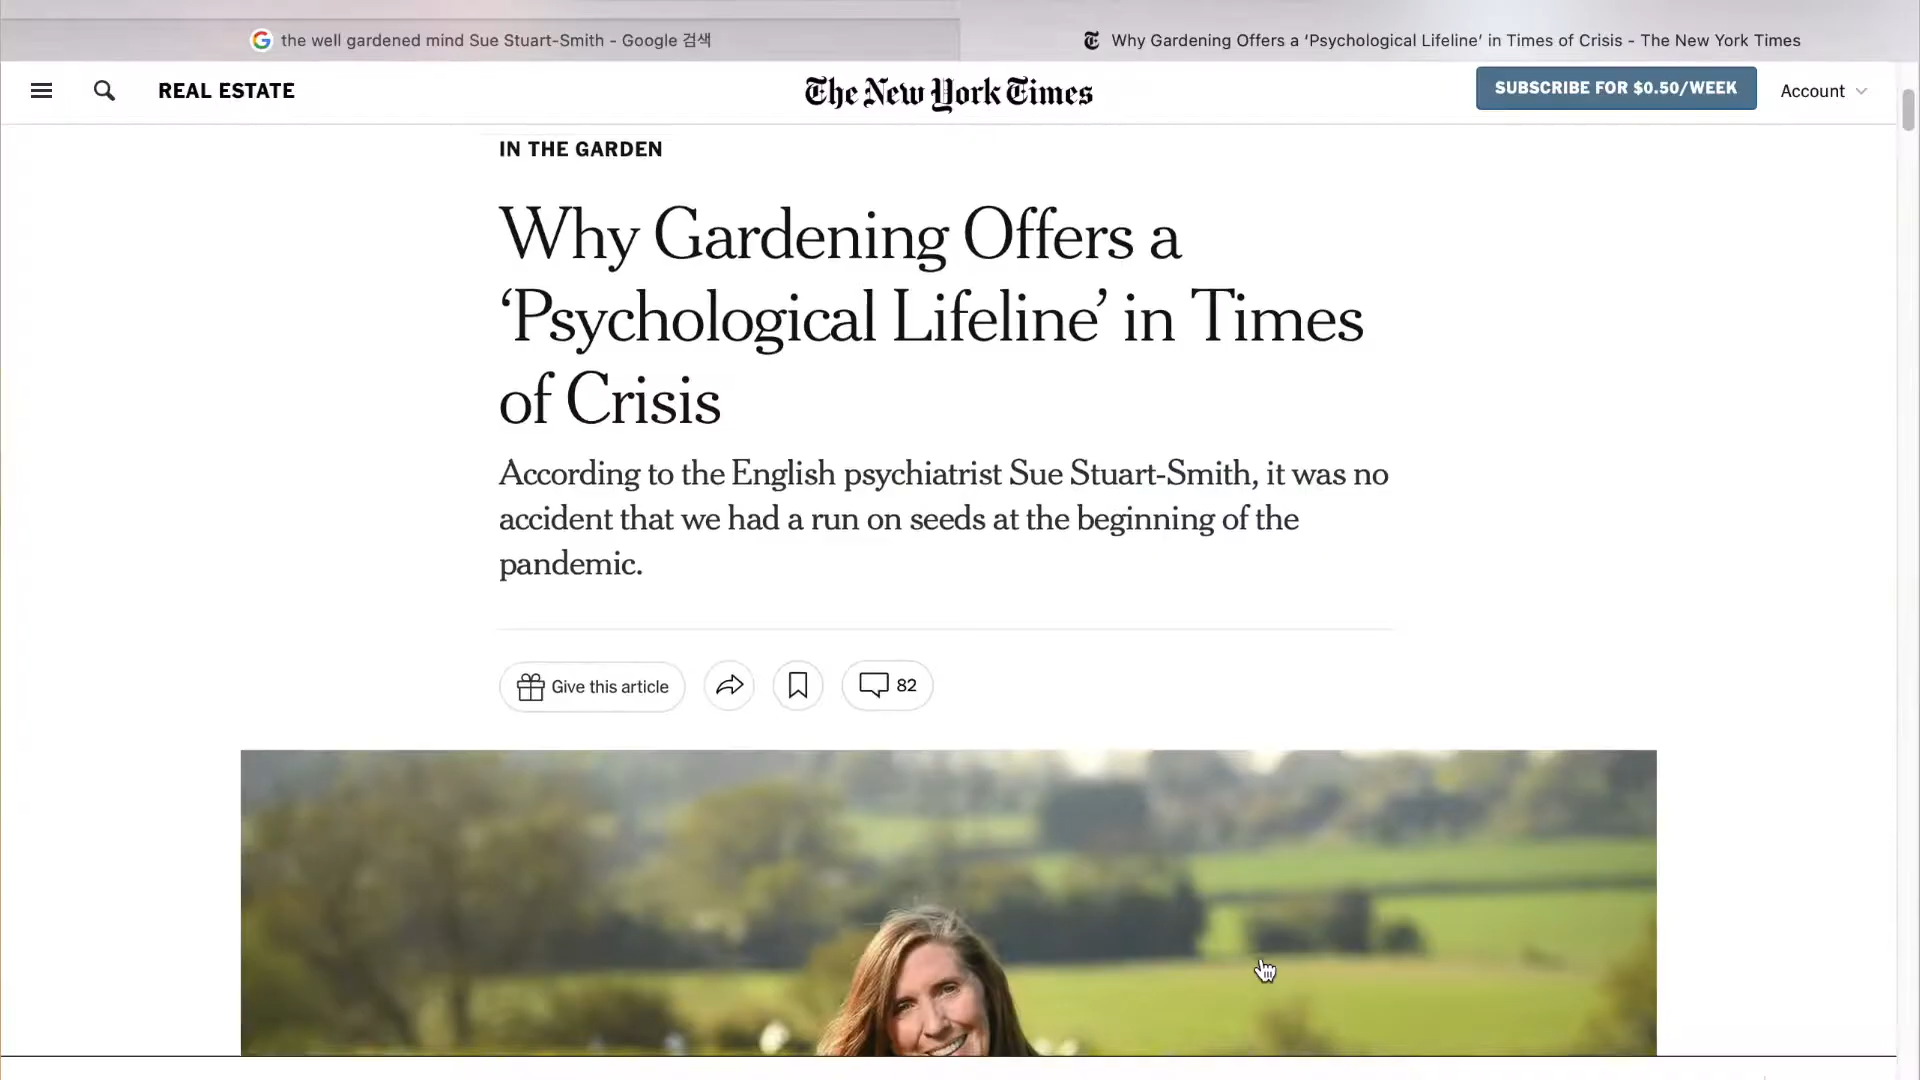 the well gardened mind Sue Stuart-Smith - Google 검색
Why Gardening Offers a ‘Psychological Lifeline’ in Times of Crisis - The New York Times
REAL ESTATE
The New York Times
SUBSCRIBE FOR $0.50/WEEK
Account
IN THE GARDEN
Why Gardening Offers a
‘Psychological Lifeline’ in Times
of Crisis
According to the English psychiatrist Sue Stuart-Smith, it was no
accident that we had a run on seeds at the beginning of the
pandemic.
Give this article
82